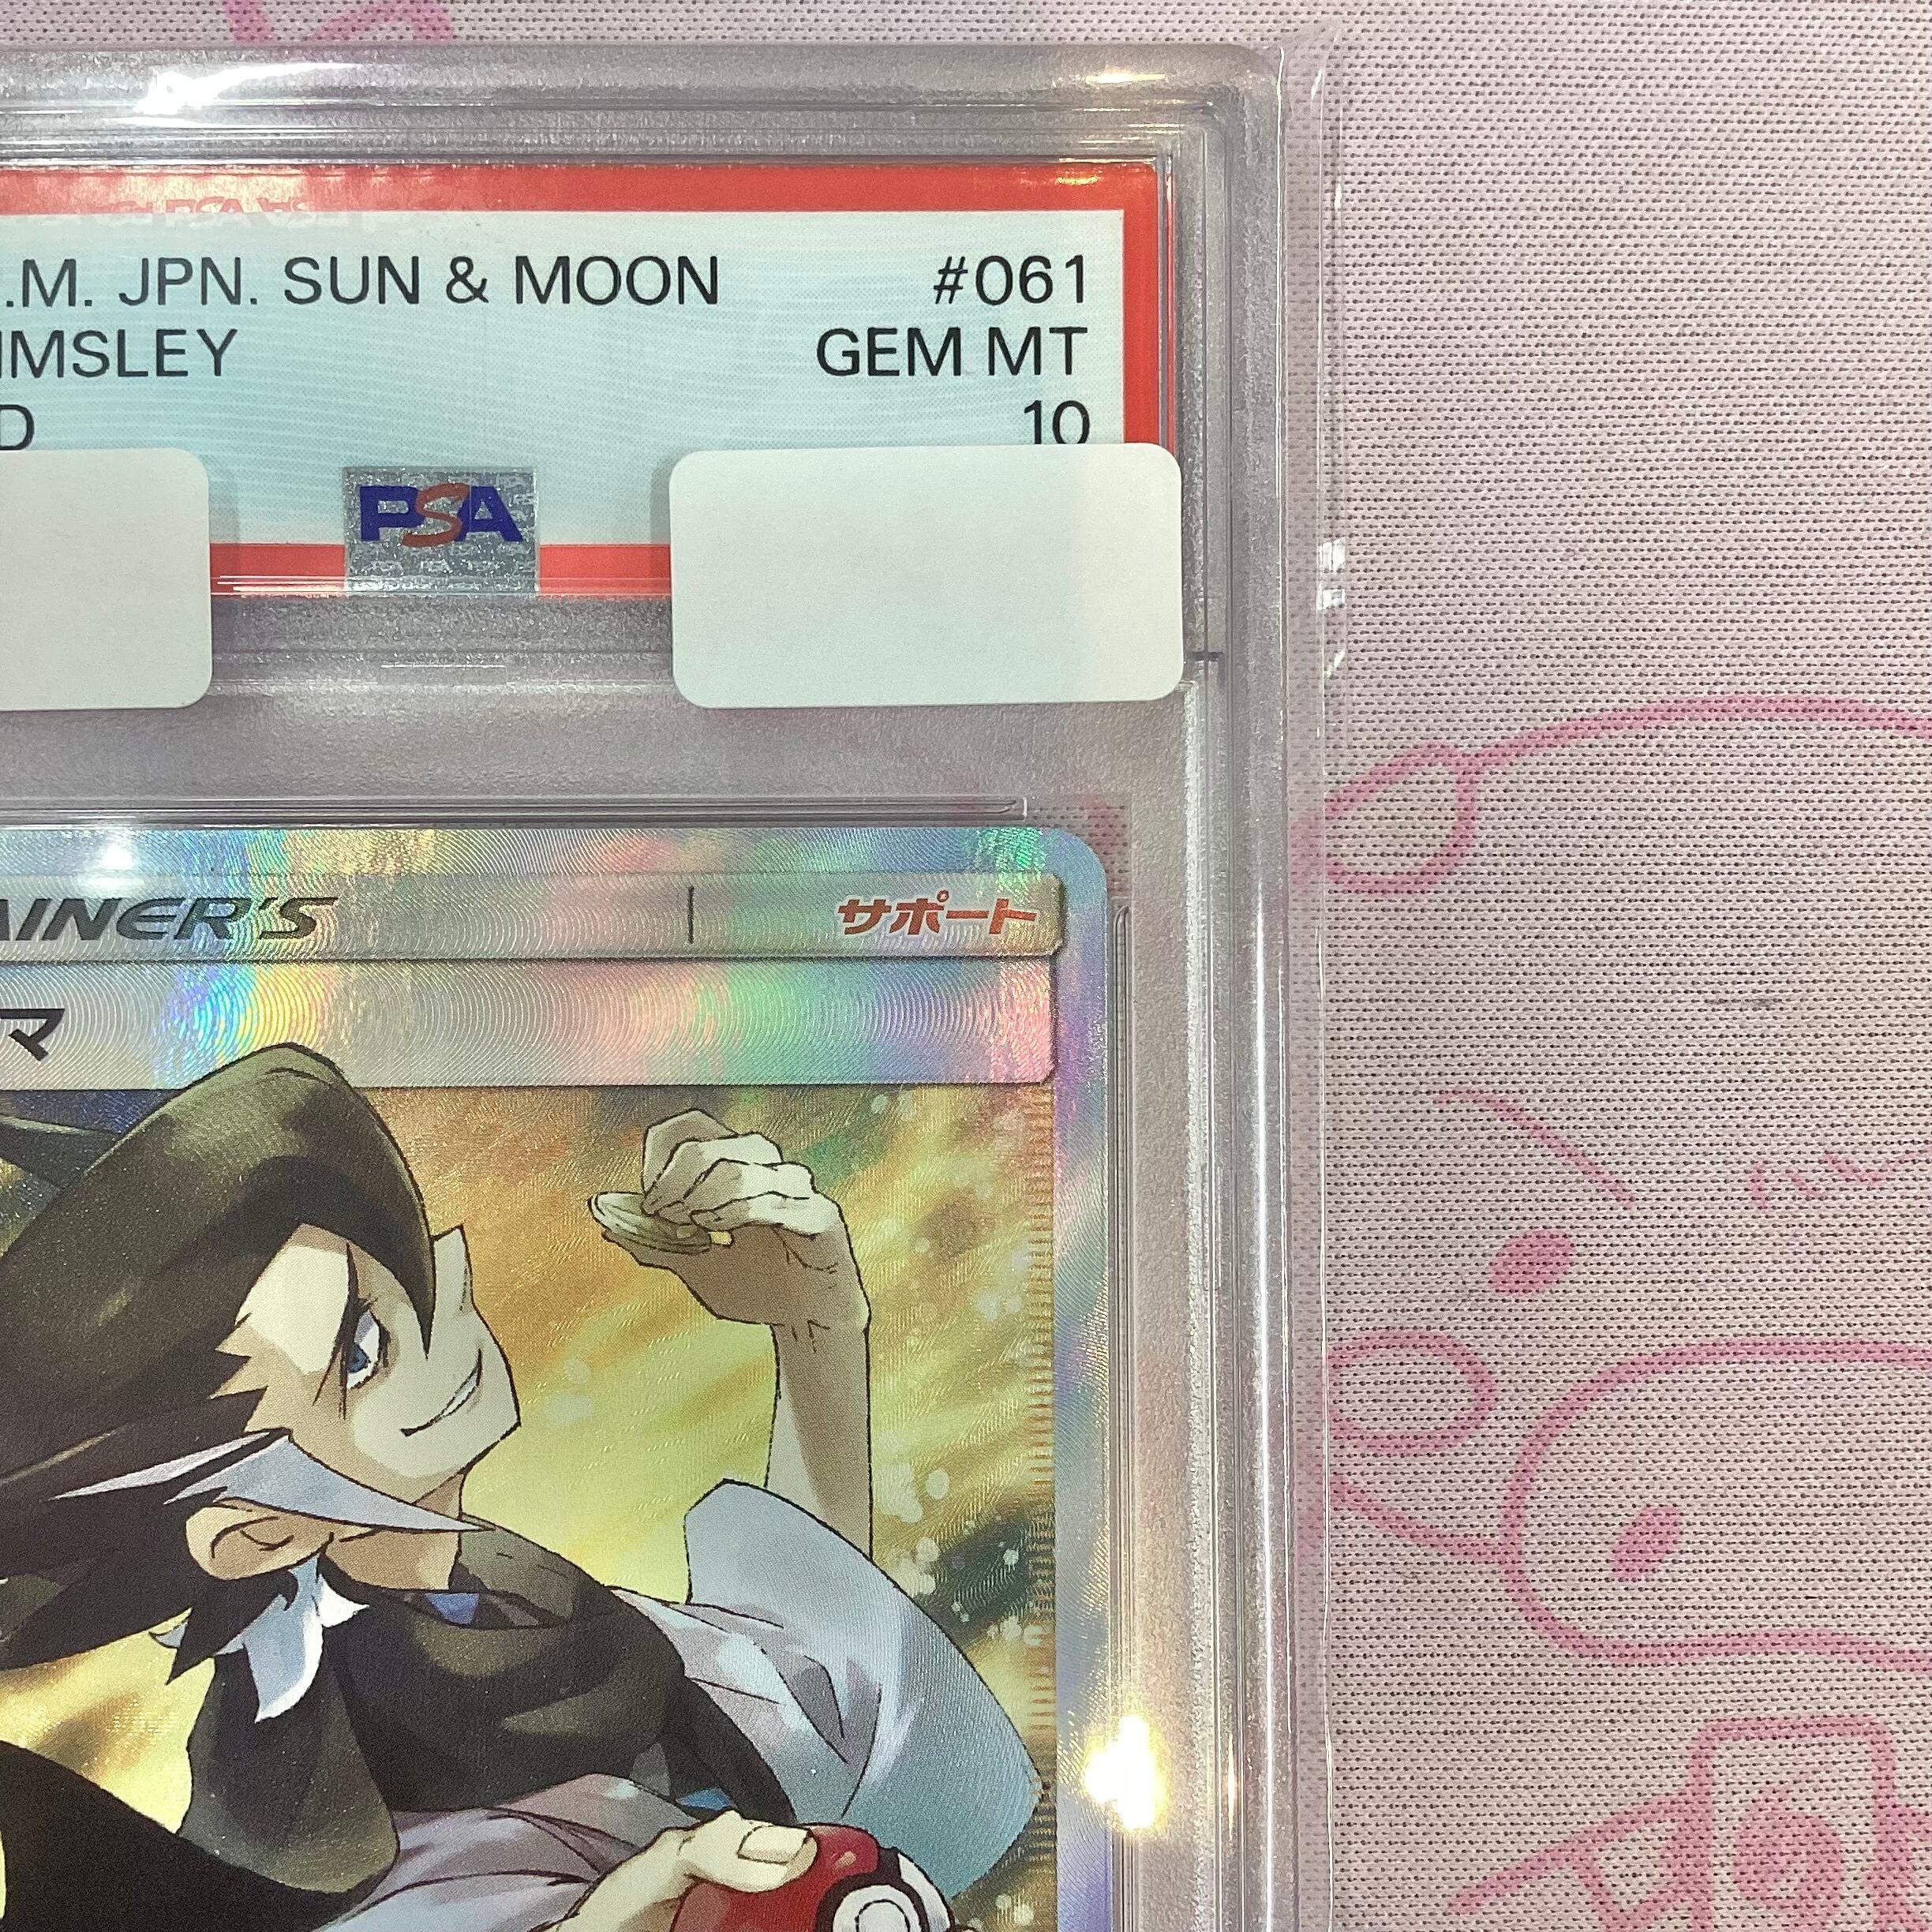 .M. JPN. SUN & MOON #061
IMSLEY GEM MT
D 10
PSA
AINER'S サポート
マ